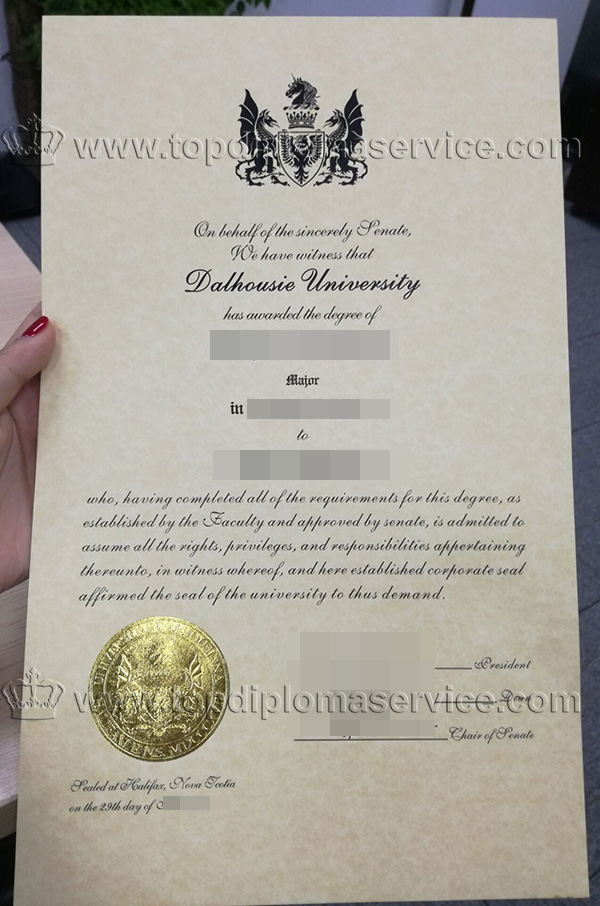 www.topdiplomaservice.com
On behalf of the sincerely Senate,
We have witness that
Dalhousie University
has awarded the degree of
Major
in
to
who, having completed all of the requirements for this degree, as
established by the Faculty and approved by senate, is admitted to
assume all the rights, privileges, and responsibilities appertaining
thereunto, in witness whereof, and here established corporate seal
affirmed the seal of the university to thus demand.
President
www.topdiplomaservice.com
Dean
Chair of Senate
Sealed at Halifax, Nova Scotia
on the 29th day of